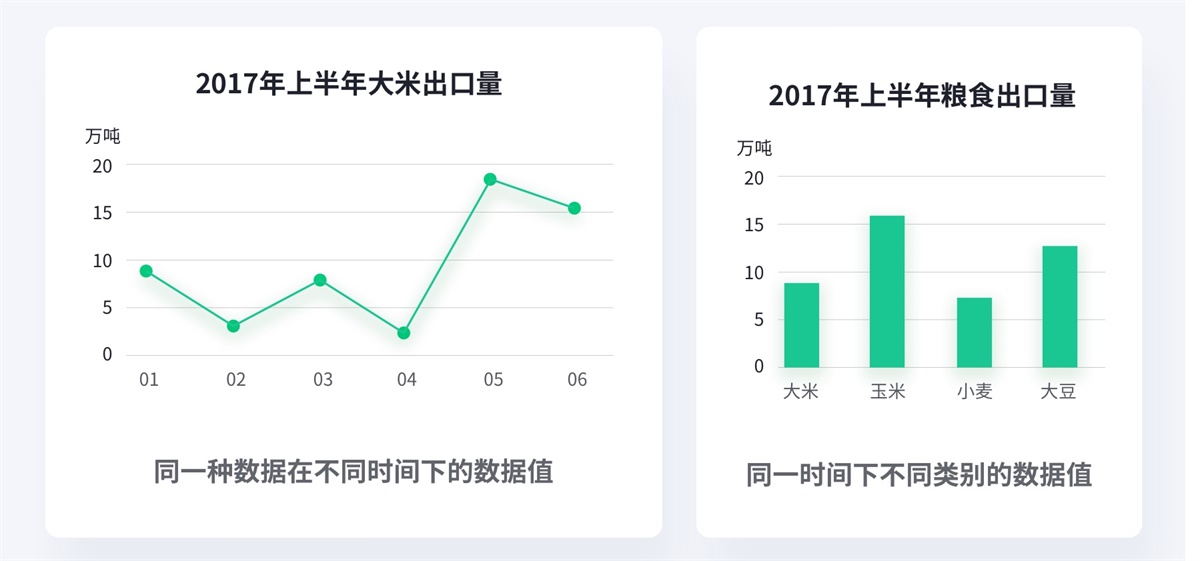 2017年上半年大米出口量
万吨
20
15
10
5
0
01 02 03 04 05 06
同一种数据在不同时间下的数据值
2017年上半年粮食出口量
万吨
20
15
10
5
0
大米 玉米 小麦 大豆
同一时间下不同类别的数据值